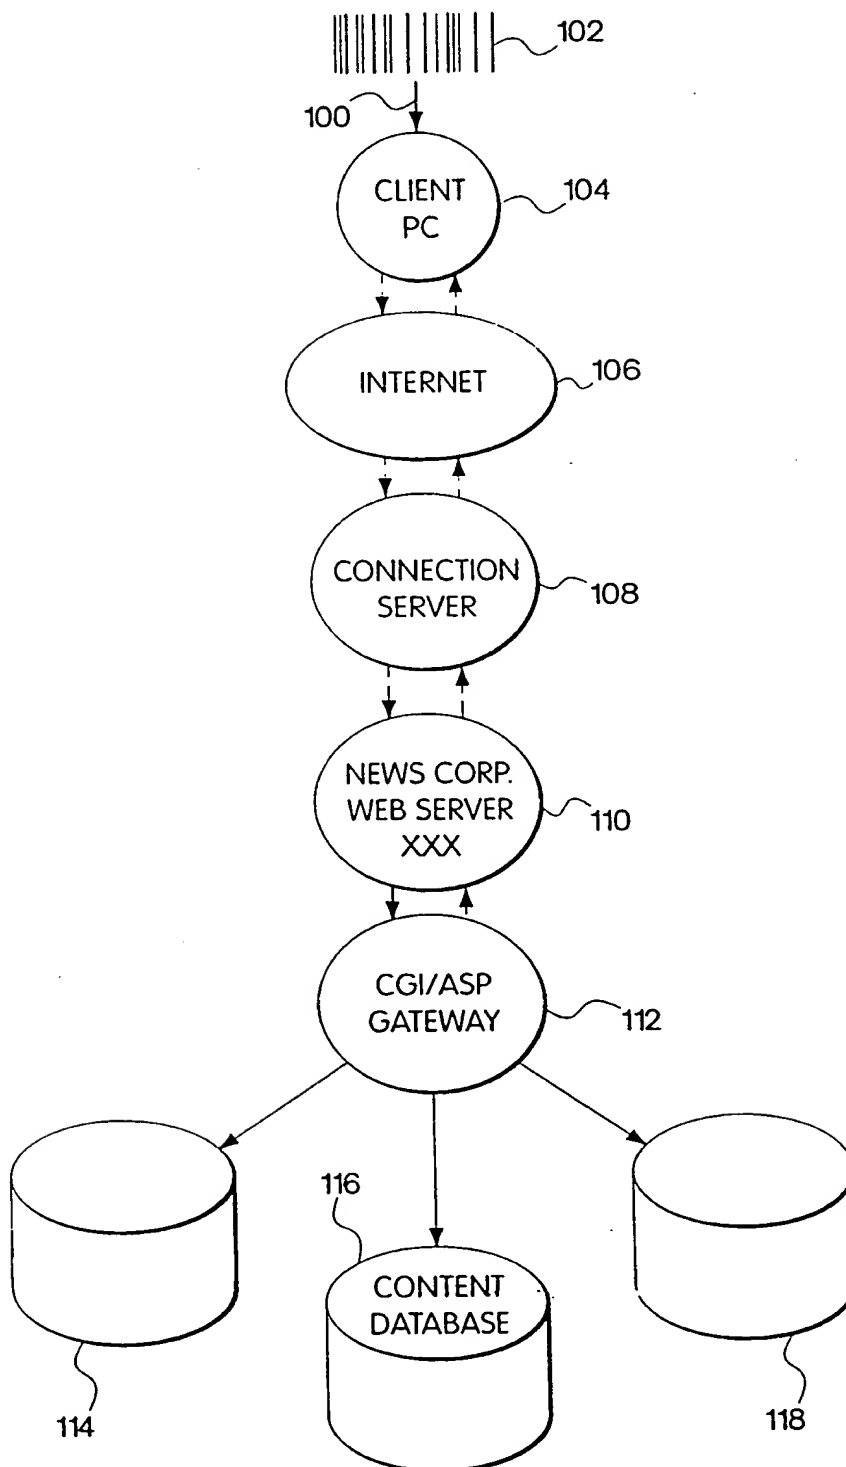 102
100
CLIENT
PC
104
INTERNET
106
CONNECTION
SERVER
108
NEWS CORP.
WEB SERVER
XXX
110
CGI/ASP
GATEWAY
112
116
CONTENT
DATABASE
114
118